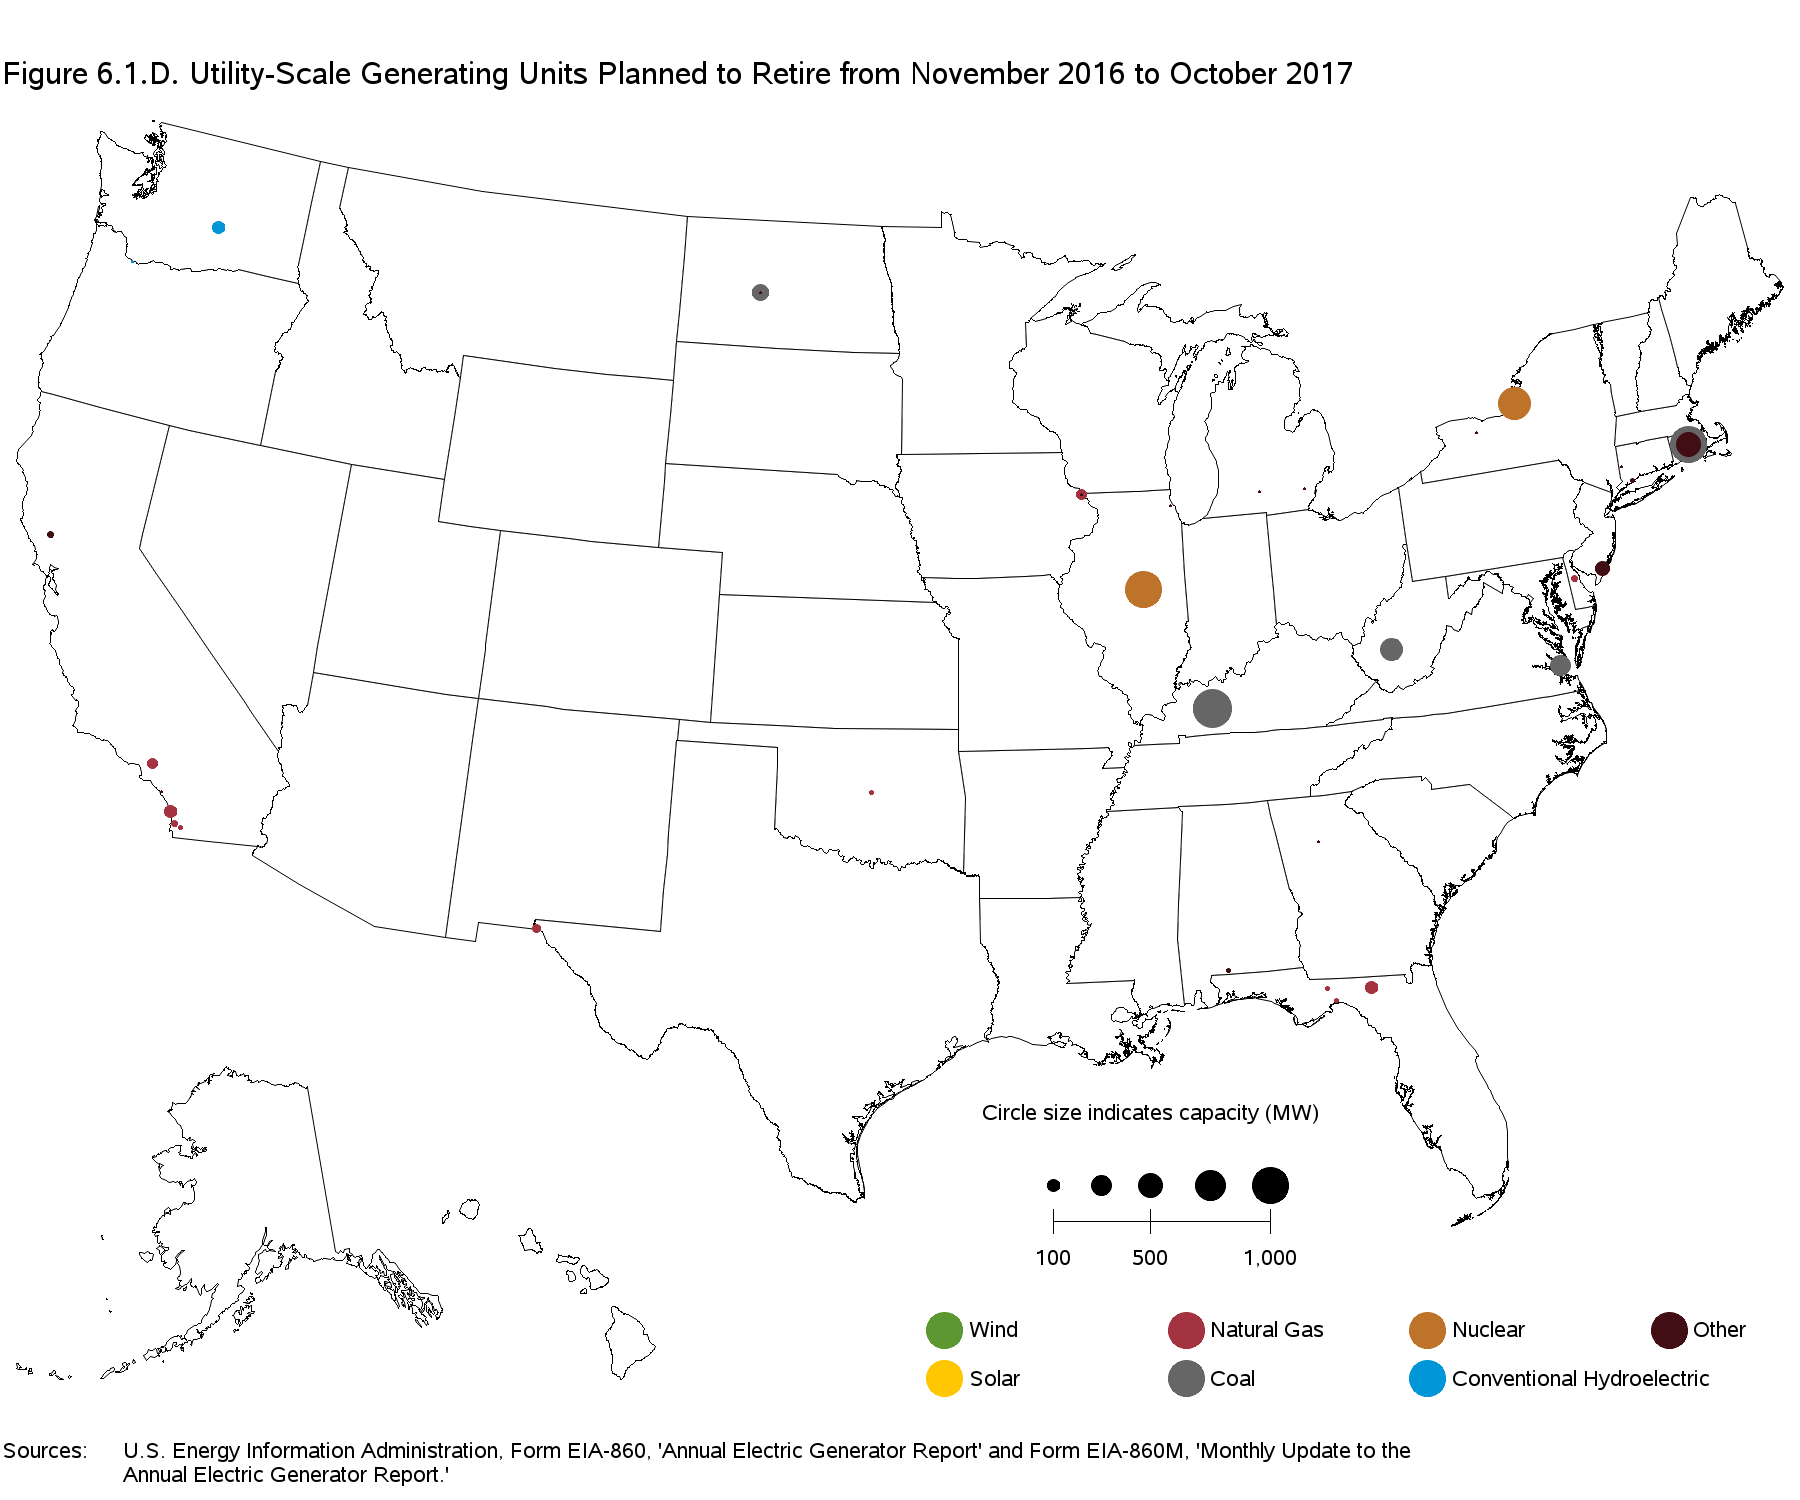 Figure 6.1.D. Utility-Scale Generating Units Planned to Retire from November 2016 to October 2017
Circle size indicates capacity (MW)
100 500 1,000
Wind Natural Gas Nuclear Other
Solar Coal Conventional Hydroelectric
Sources: U.S. Energy Information Administration, Form EIA-860, 'Annual Electric Generator Report' and Form EIA-860M, 'Monthly Update to the
Annual Electric Generator Report.'